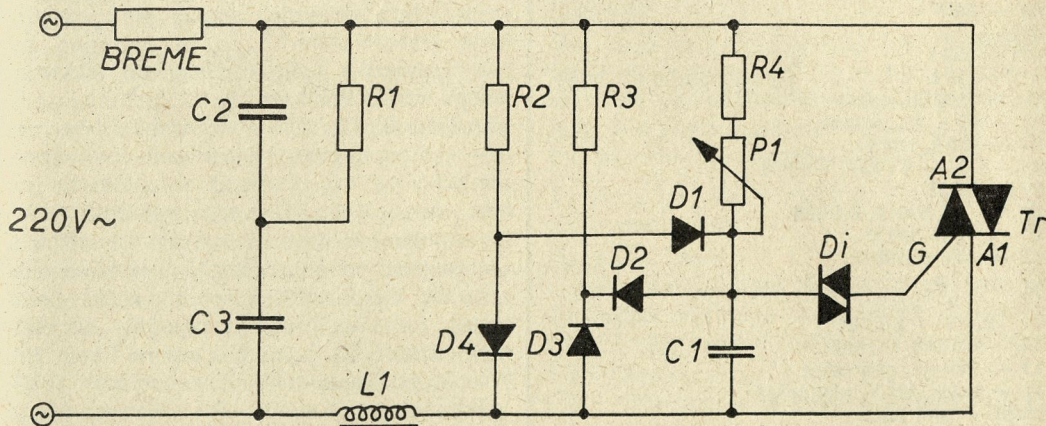 BREME
C2
R1
R2
R3
R4
P1
A2
220V~
D1
Tr
D2
Di
G
A1
C3
D4
D3
C1
L1